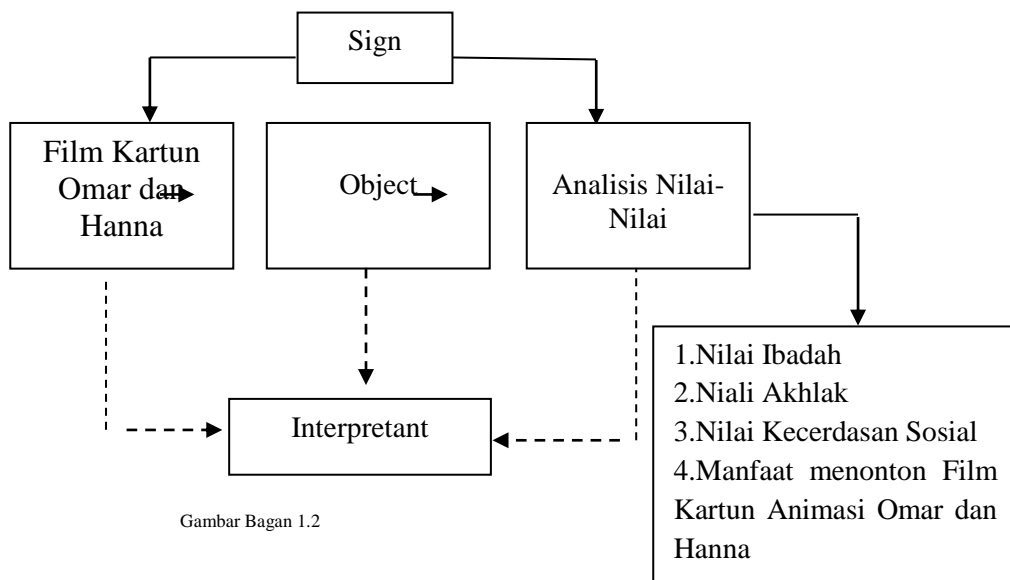 Sign
Film Kartun
Omar dan
Hanna
Object
Analisis Nilai-
Nilai
1.Nilai Ibadah
2.Niali Akhlak
3.Nilai Kecerdasan Sosial
4.Manfaat menonton Film
Kartun Animasi Omar dan
Hanna
Interpretant
Gambar Bagan 1.2